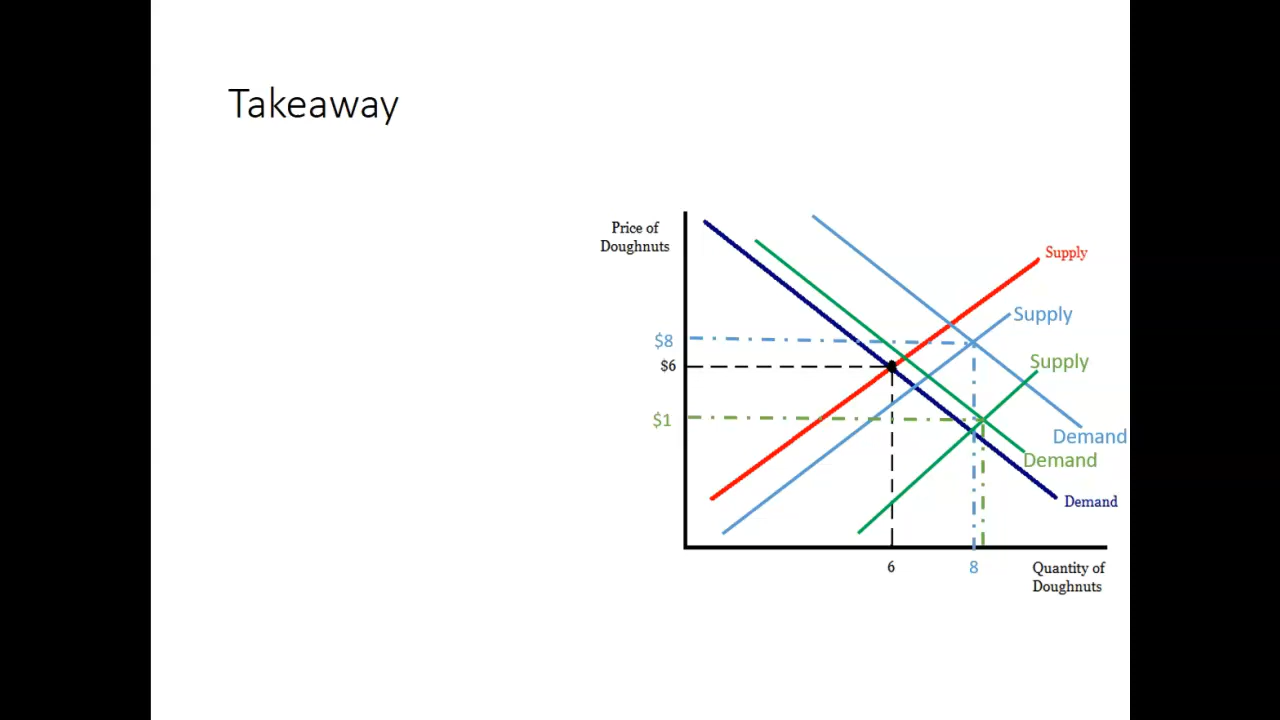 Takeaway
Price of
Doughnuts
Supply
Supply
$8
$6
Supply
$1
Demand
Demand
Demand
6
8
Quantity of
Doughnuts